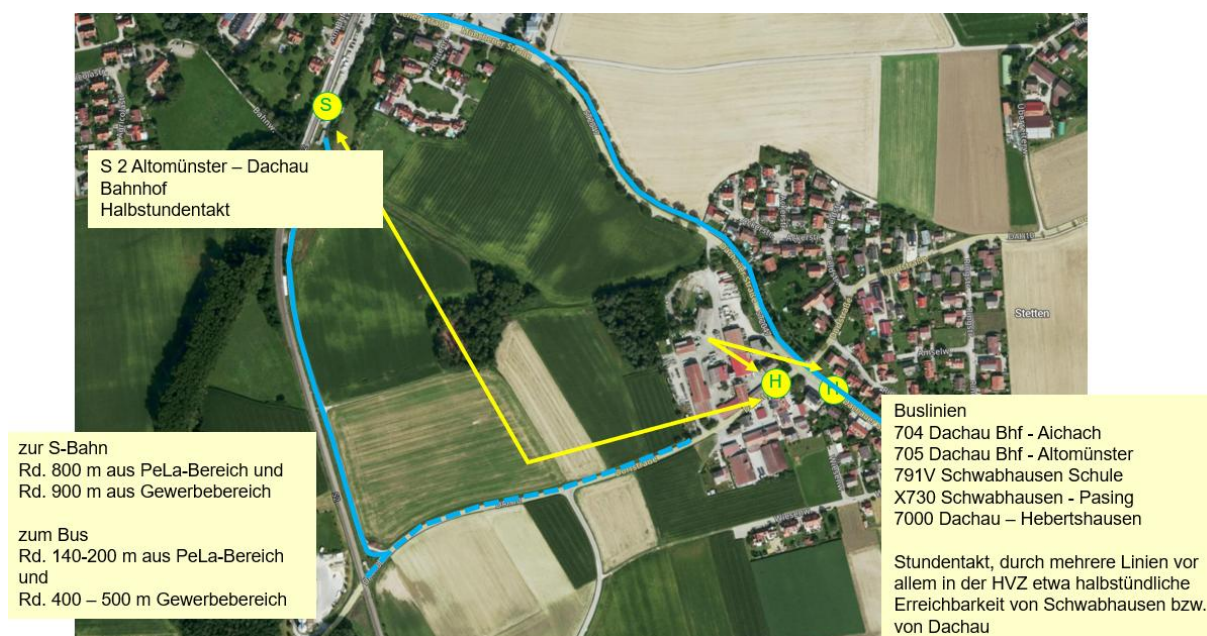 S
S 2 Altomünster – Dachau
Bahnhof
Halbstundentakt
Stetten
H
H
zur S-Bahn
Rd. 800 m aus PeLa-Bereich und
Rd. 900 m aus Gewerbebereich
zum Bus
Rd. 140-200 m aus PeLa-Bereich
und
Rd. 400 – 500 m Gewerbebereich
Buslinien
704 Dachau Bhf - Aichach
705 Dachau Bhf - Altomünster
791V Schwabhausen Schule
X730 Schwabhausen - Pasing
7000 Dachau – Hebertshausen
Stundentakt, durch mehrere Linien vor
allem in der HVZ etwa halbstündliche
Erreichbarkeit von Schwabhausen bzw.
von Dachau